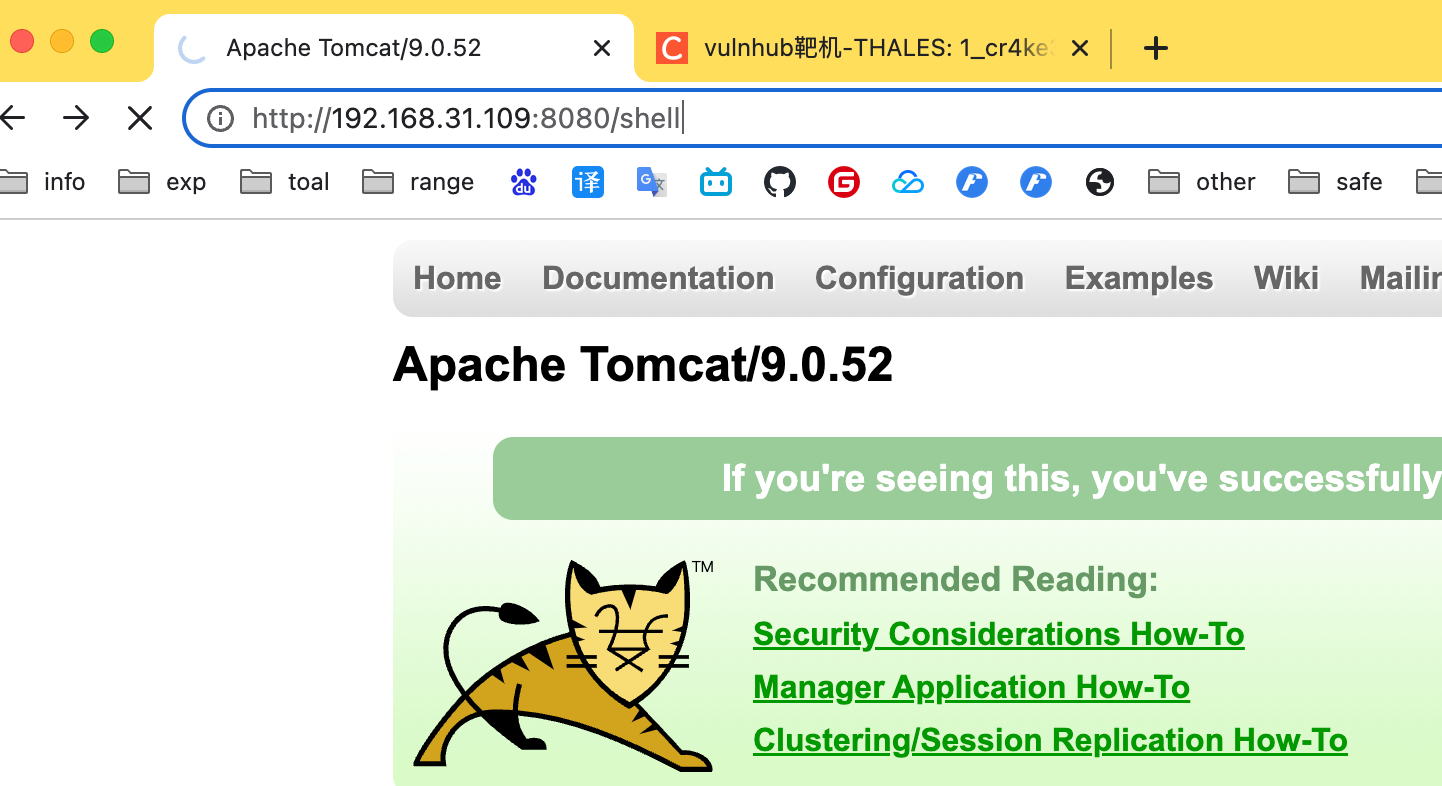 Apache Tomcat/9.0.52
vulnhub靶机-THALES: 1_cr4ke
http://192.168.31.109:8080/shell
info exp toal range du 译 G 文 other safe
Home Documentation Configuration Examples Wiki
Apache Tomcat/9.0.52
If you're seeing this, you've successfully
TM
Recommended Reading:
Security Considerations How-To
Manager Application How-To
Clustering/Session Replication How-To